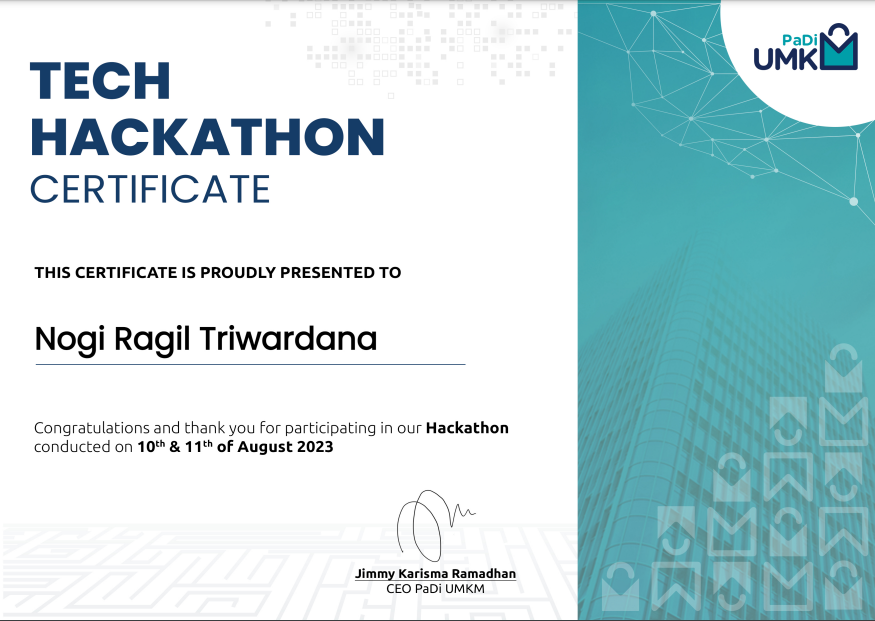 PaDi
UMKM
TECH
HACKATHON
CERTIFICATE
THIS CERTIFICATE IS PROUDLY PRESENTED TO
Nogi Ragil Triwardana
Congratulations and thank you for participating in our Hackathon
conducted on 10th & 11th of August 2023
Jimmy Karisma Ramadhan
CEO PaDi UMKM